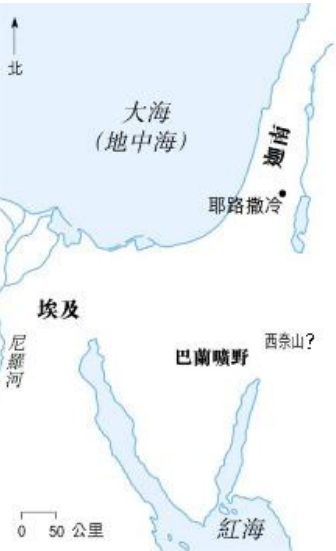 北
大海
(地中海)
迦南
耶路撒冷
埃及
尼羅河
巴蘭曠野
西奈山?
0 50 公里
紅海